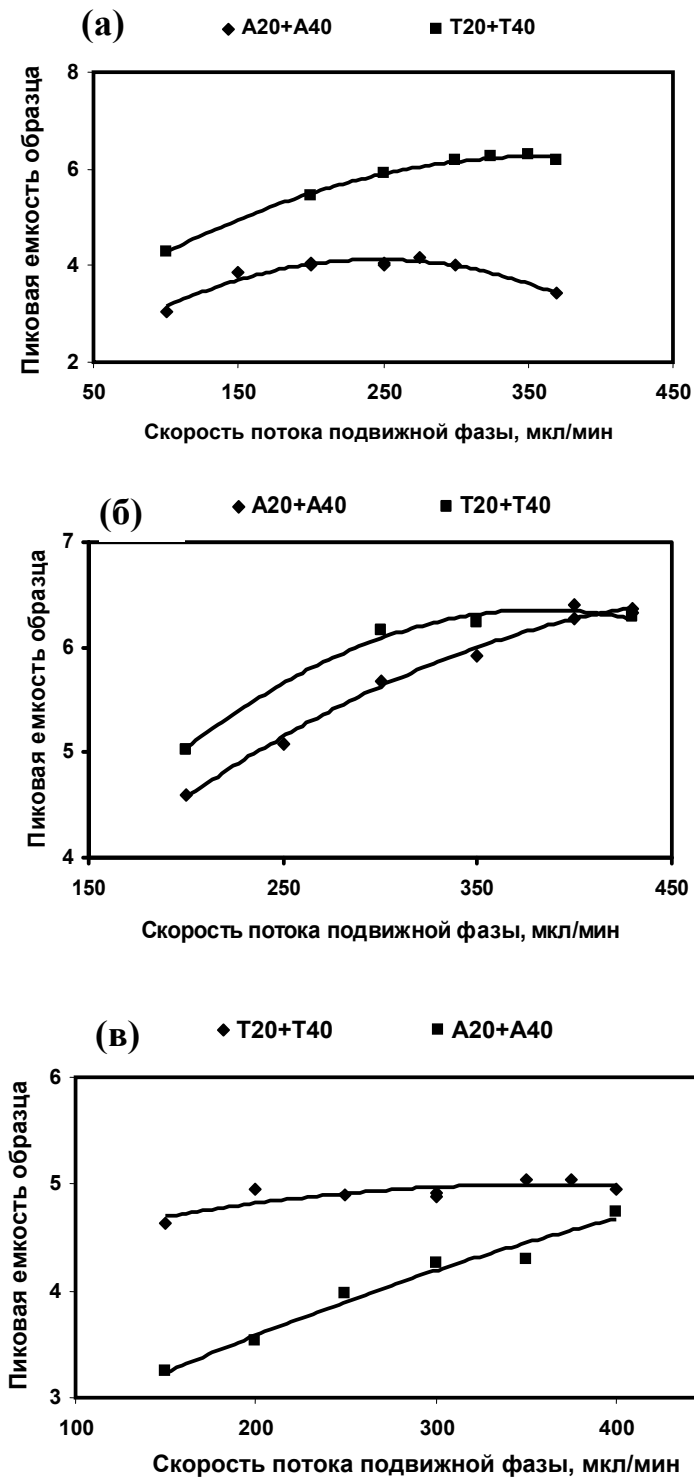 (а)
A20+A40 T20+T40
8
6
4
2
50 150 250 350 450
Пиковая емкость образца
Скорость потока подвижной фазы, мкл/мин
(б)
A20+A40 T20+T40
7
6
5
4
150 250 350 450
Пиковая емкость образца
Скорость потока подвижной фазы, мкл/мин
(в)
T20+T40 A20+A40
6
5
4
3
100 200 300 400
Пиковая емкость образца
Скорость потока подвижной фазы, мкл/мин